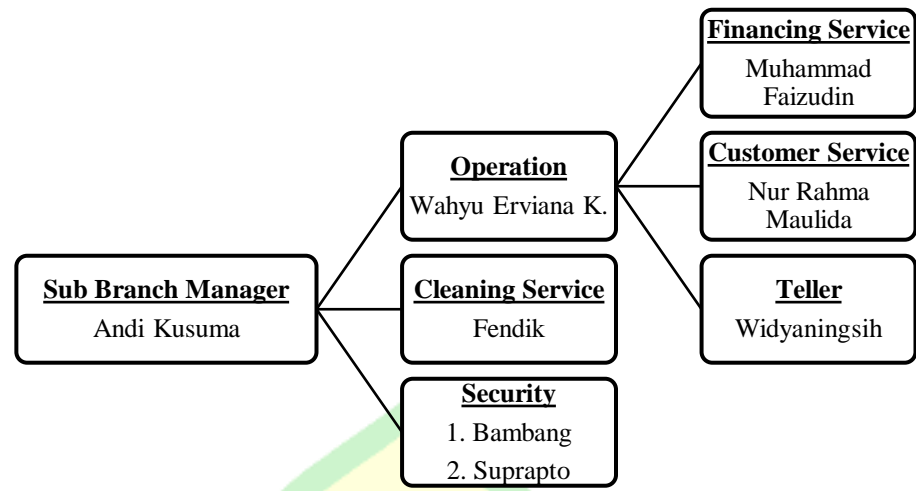 Sub Branch Manager
Andi Kusuma
Operation
Wahyu Erviana K.
Cleaning Service
Fendik
Security
1. Bambang
2. Suprapto
Financing Service
Muhammad
Faizudin
Customer Service
Nur Rahma
Maulida
Teller
Widyaningsih